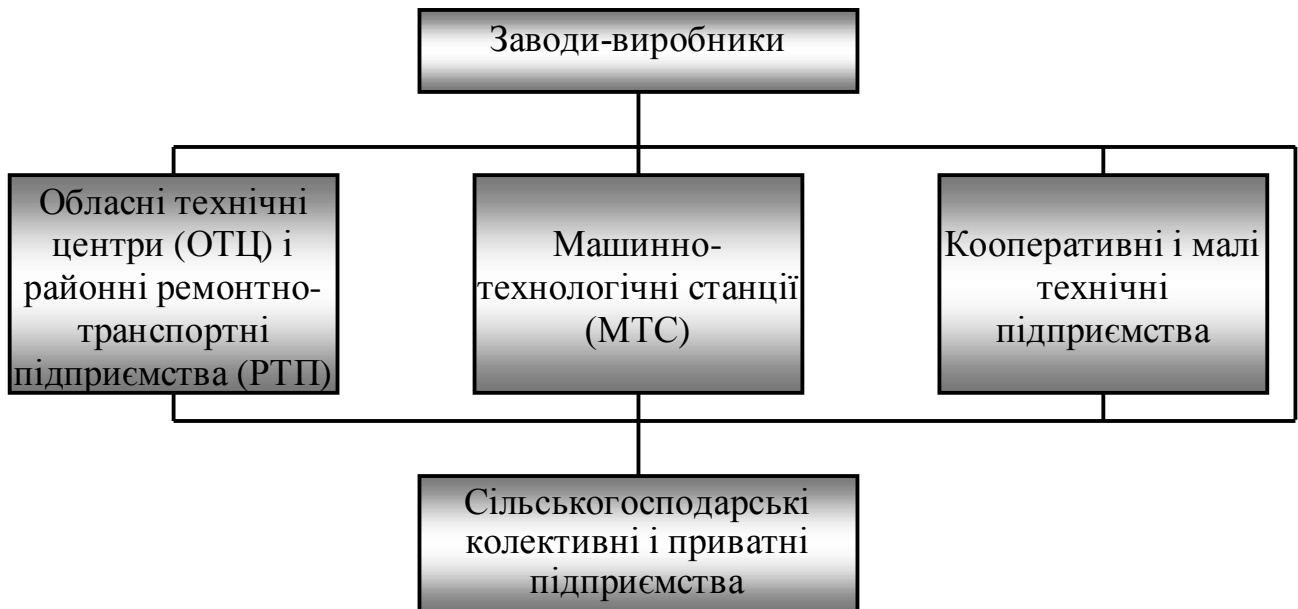 Заводи-виробники
Обласні технічні
центри (ОТЦ) і
районні ремонтно-
транспортні
підприємства (РТП)
Машинно-
технологічні станції
(МТС)
Кооперативні і малі
технічні
підприємства
Сільськогосподарські
колективні і приватні
підприємства